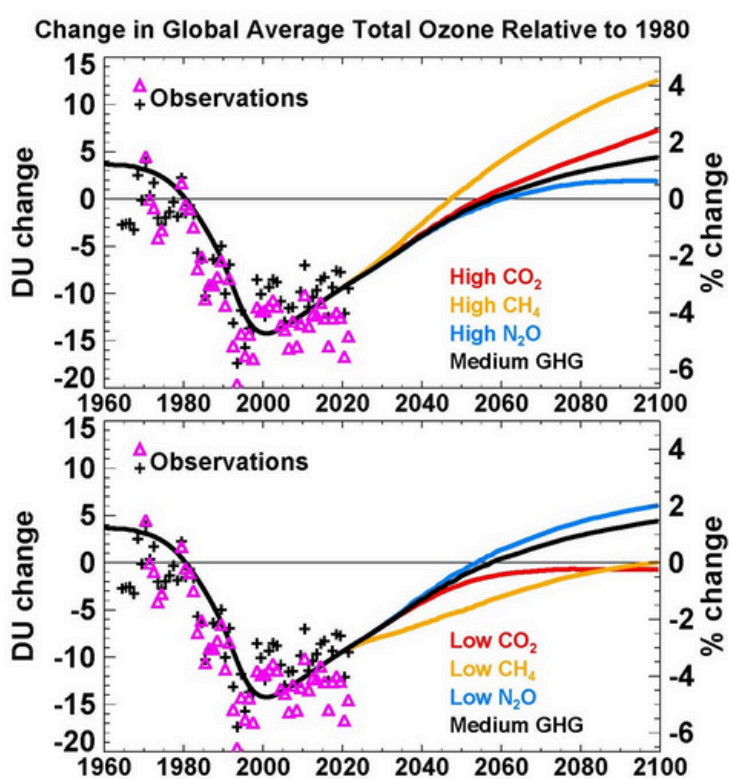 Change in Global Average Total Ozone Relative to 1980
15
10
5
0
-5
-10
-15
-20
DU change
Observations
4
2
0
-2
-4
-6
% change
High CO₂
High CH₄
High N₂O
Medium GHG
1960 1980 2000 2020 2040 2060 2080 2100
15
10
5
0
-5
-10
-15
-20
DU change
Observations
4
2
0
-2
-4
-6
% change
Low CO₂
Low CH₄
Low N₂O
Medium GHG
1960 1980 2000 2020 2040 2060 2080 2100